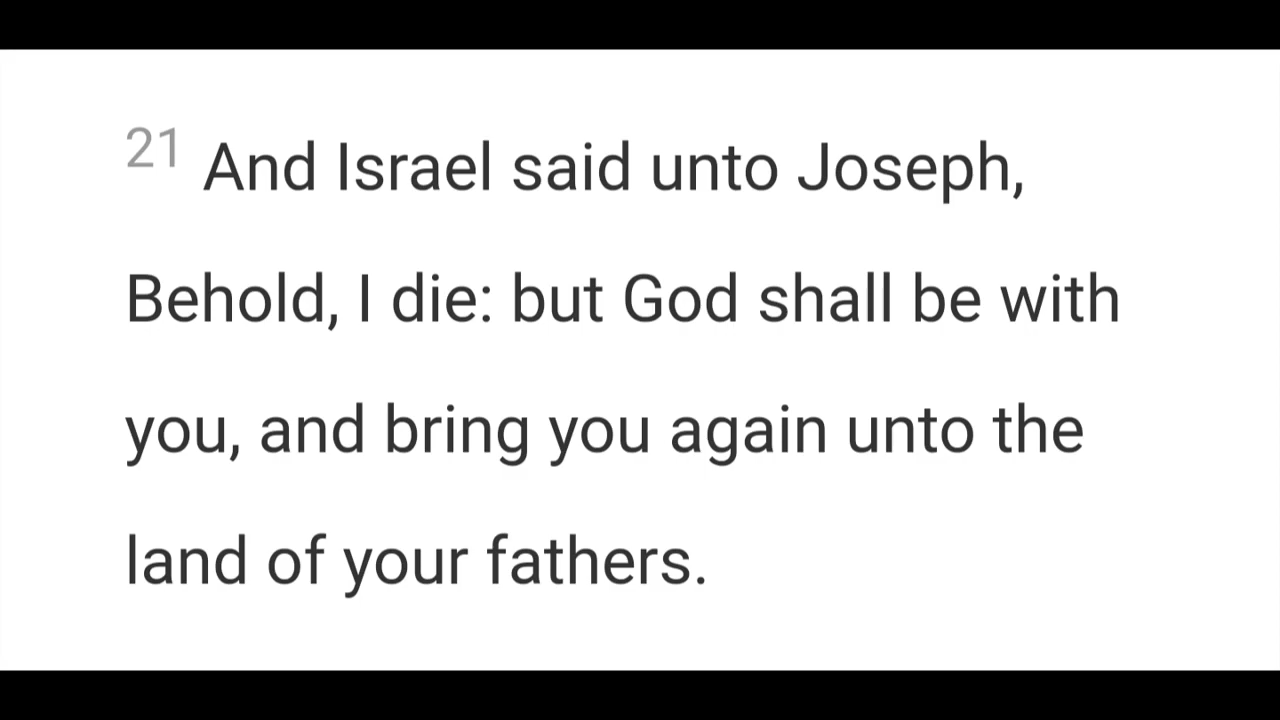 21 And Israel said unto Joseph,
Behold, I die: but God shall be with
you, and bring you again unto the
land of your fathers.